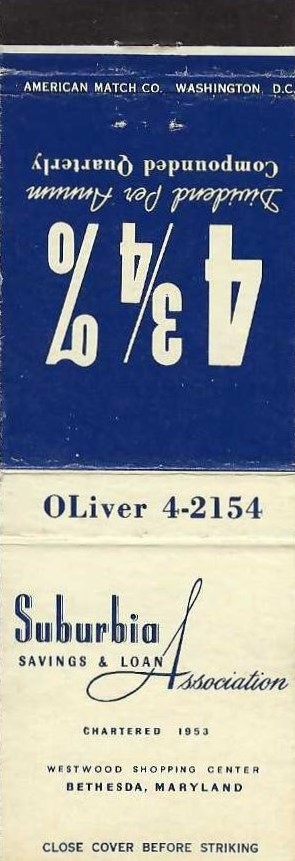 AMERICAN MATCH CO. WASHINGTON, D.C.
4 3/4 %
Dividend Per Annum
Compounded Quarterly
OLiver 4-2154
Suburbia
SAVINGS & LOAN
Association
CHARTERED 1953
WESTWOOD SHOPPING CENTER
BETHESDA, MARYLAND
CLOSE COVER BEFORE STRIKING